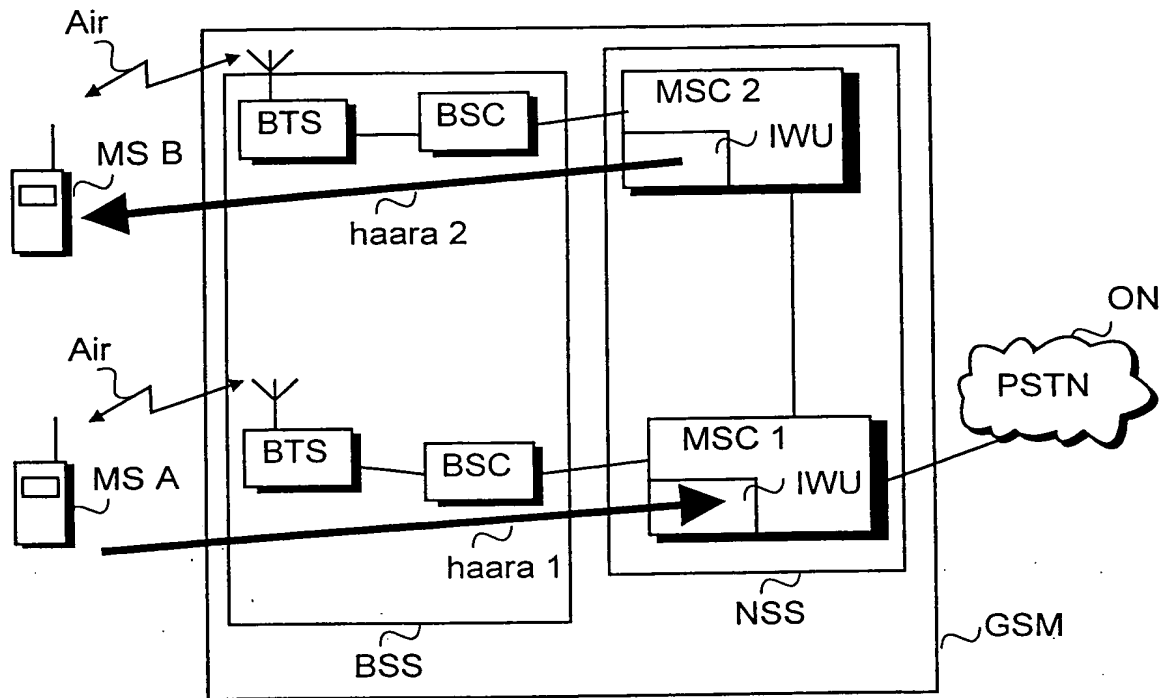 Air
MS B
BTS
BSC
MSC 2
IWU
haara 2
Air
MS A
BTS
BSC
MSC 1
IWU
haara 1
ON
PSTN
NSS
BSS
GSM